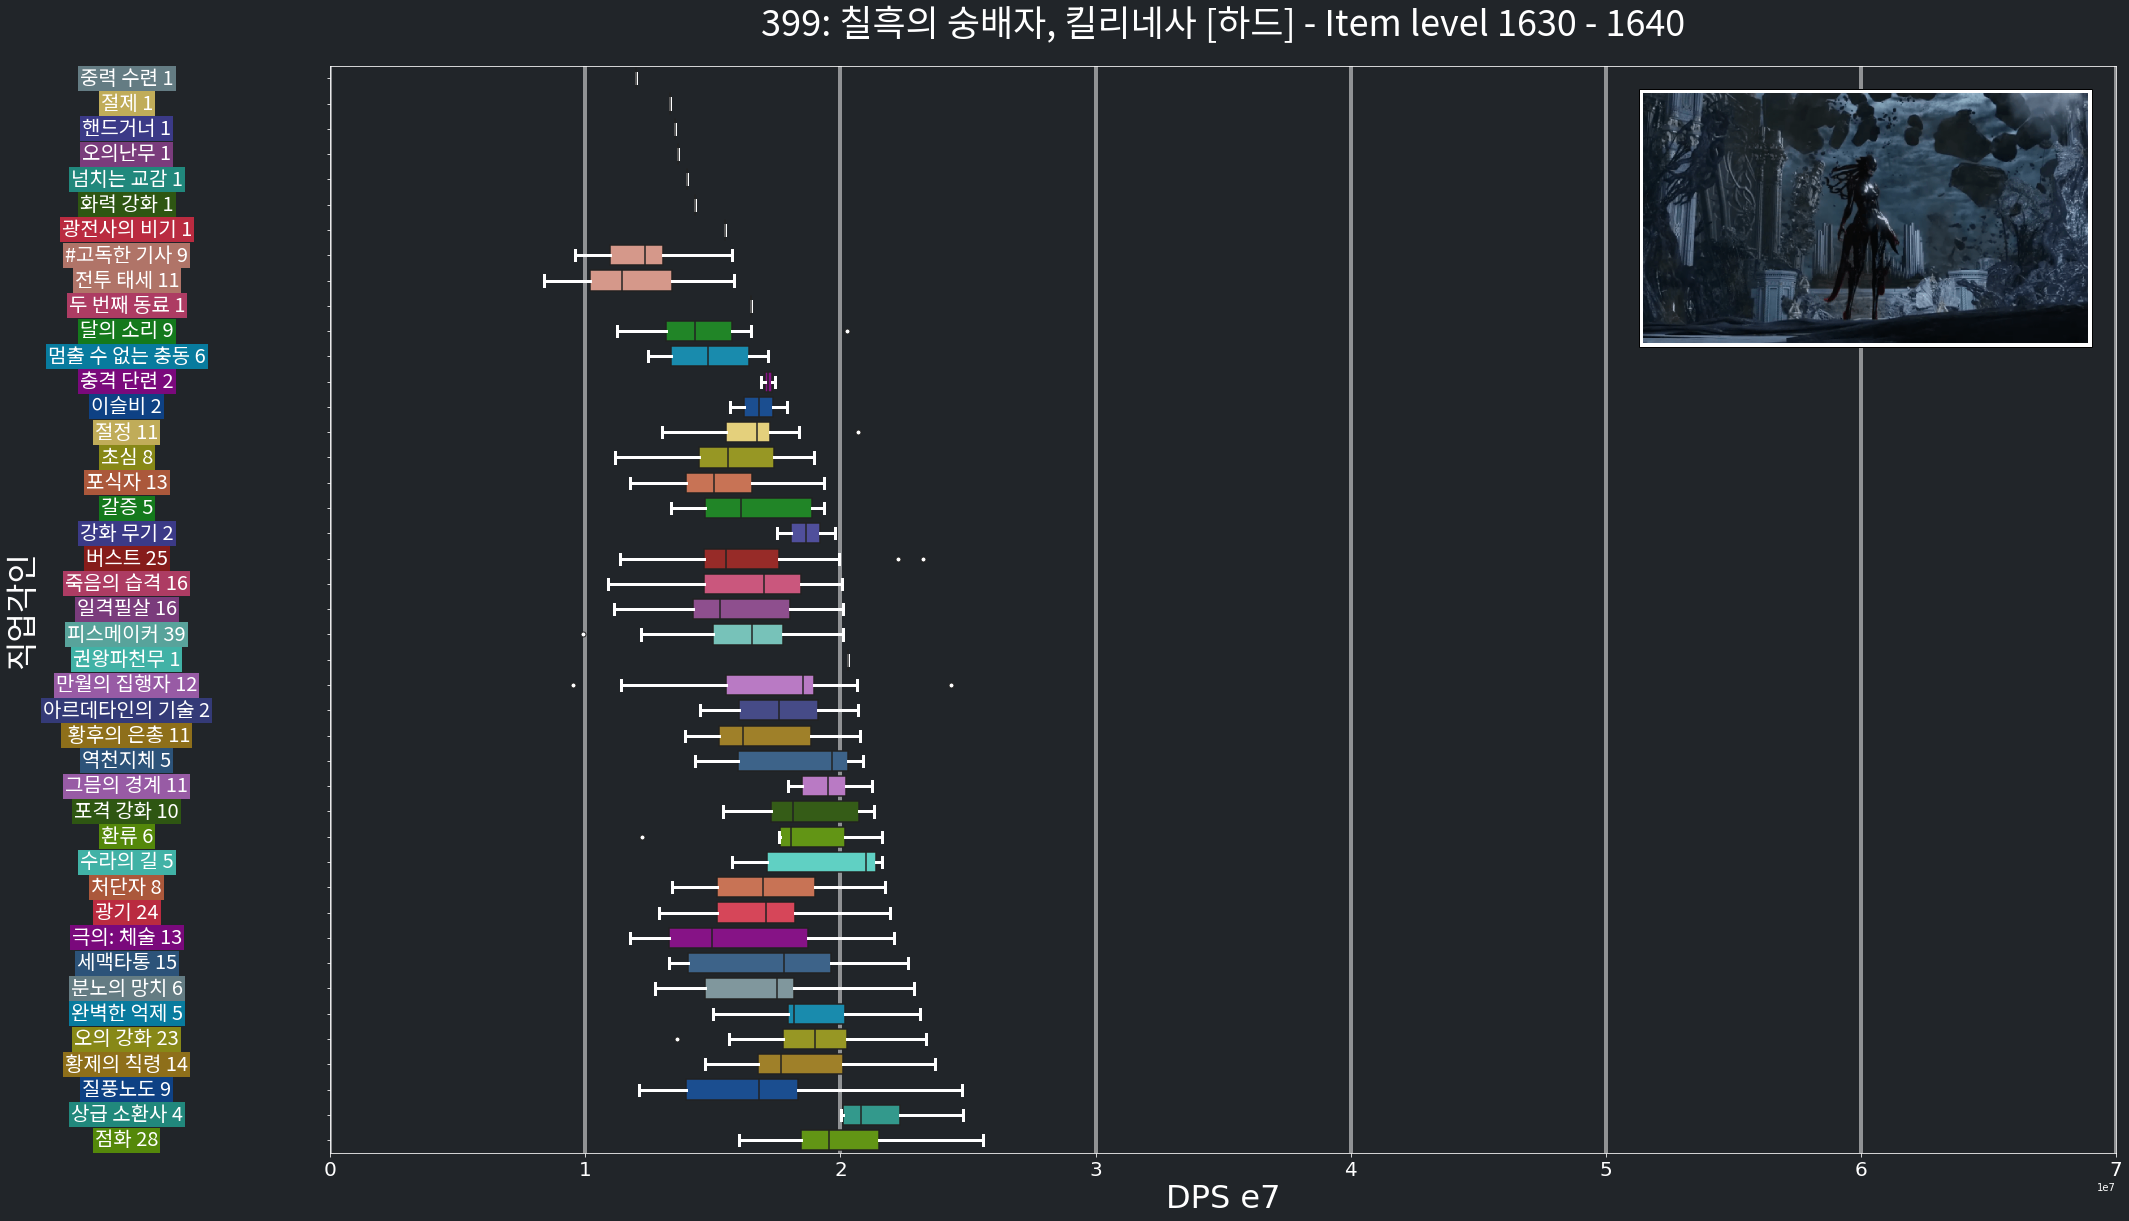 399: 칠흑의 숭배자, 킬리네사 [하드] - Item level 1630 - 1640
직업각인
중력 수련 1
절제 1
핸드거너 1
오의난무 1
넘치는 교감 1
화력 강화 1
광전사의 비기 1
#고독한 기사 9
전투 태세 11
두 번째 동료 1
달의 소리 9
멈출 수 없는 충동 6
충격 단련 2
이슬비 2
절정 11
초심 8
포식자 13
갈증 5
강화 무기 2
버스트 25
죽음의 습격 16
일격필살 16
피스메이커 39
권왕파천무 1
만월의 집행자 12
아르데타인의 기술 2
황후의 은총 11
역천지체 5
그믐의 경계 11
포격 강화 10
환류 6
수라의 길 5
처단자 8
광기 24
극의: 체술 13
세맥타통 15
분노의 망치 6
완벽한 억제 5
오의 강화 23
황제의 칙령 14
질풍노도 9
상급 소환사 4
점화 28
0 1 2 3 4 5 6 7
1e7
DPS e7